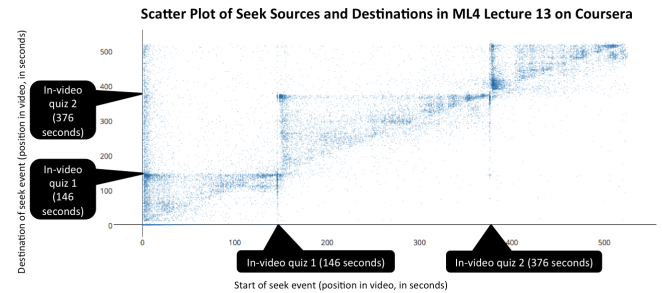 Scatter Plot of Seek Sources and Destinations in ML4 Lecture 13 on Coursera
Destination of seek event (position in video, in seconds)
500
400
300
200
100
0
In-video
quiz 2
(376
seconds)
In-video
quiz 1
(146
seconds)
0
100
200
300
400
500
In-video quiz 1 (146 seconds)
In-video quiz 2 (376 seconds)
Start of seek event (position in video, in seconds)